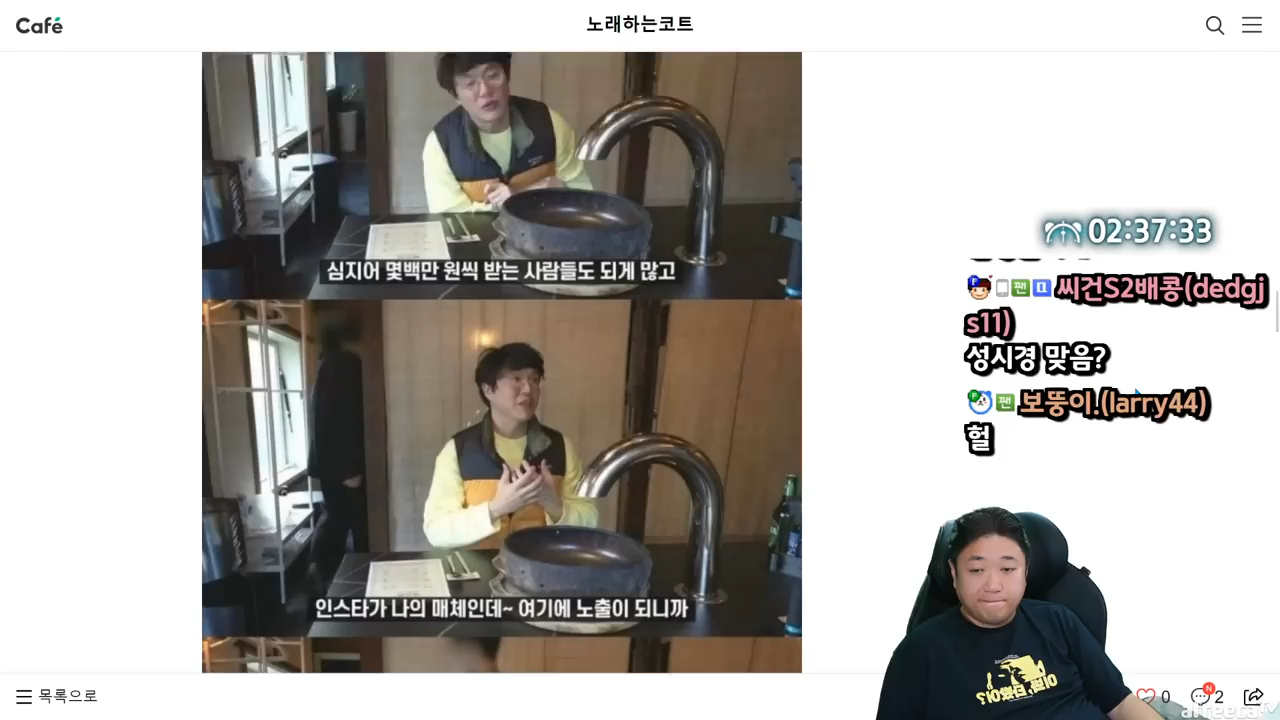 Café
노래하는코트
심지어 몇백만 원씩 받는 사람들도 되게 많고
인스타가 나의 매체인데~ 여기에 노출이 되니까
02:37:33
팬 씨건S2배콩(dedgj
s11)
성시경 맞음?
팬 보뚱이.(larry44)
헐
목록으로
0
N
2
afreecaTV